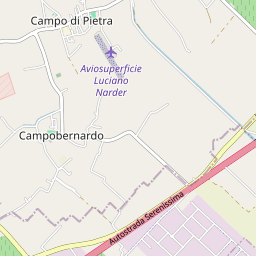 Campo di Pietra
Aviosuperficie
Luciano
Narder
Campobernardo
Autostrada Serenissima